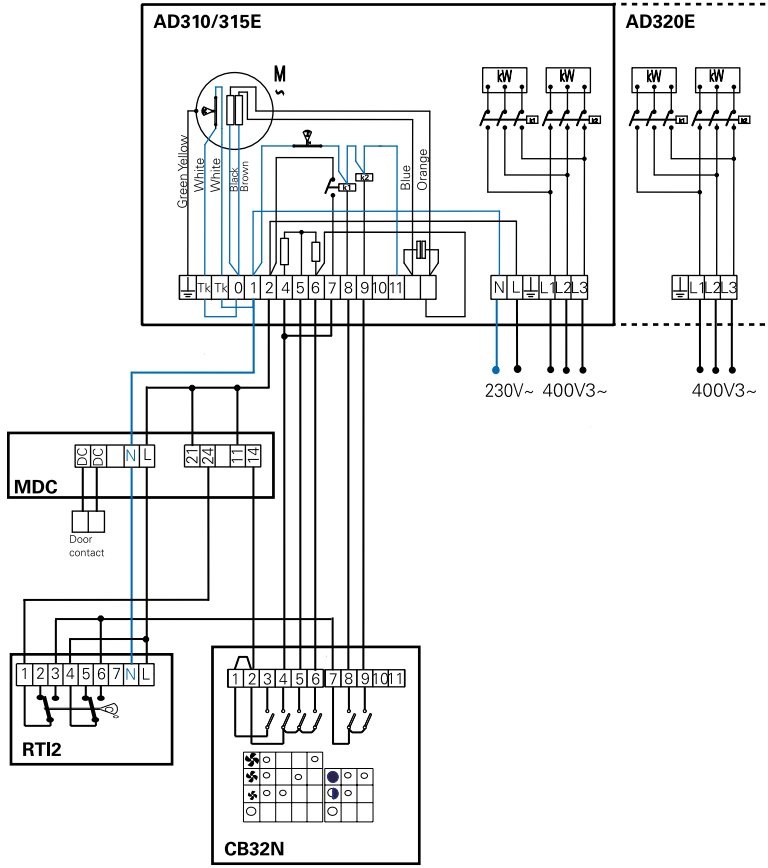 AD310/315E
AD320E
M
~
kW
kW
kW
kW
k1
k2
k1
k2
Green Yellow
White
White
Black
Brown
k1
k2
Blue
Orange
Tk Tk 0 1 2 4 5 6 7 8 9 10 11
N L L1 L2 L3
L1 L2 L3
230V~ 400V3~
400V3~
DC DC N L
21 24 11 14
MDC
Door
contact
1 2 3 4 5 6 7 N L
RTI2
1 2 3 4 5 6 7 8 9 10 11
CB32N